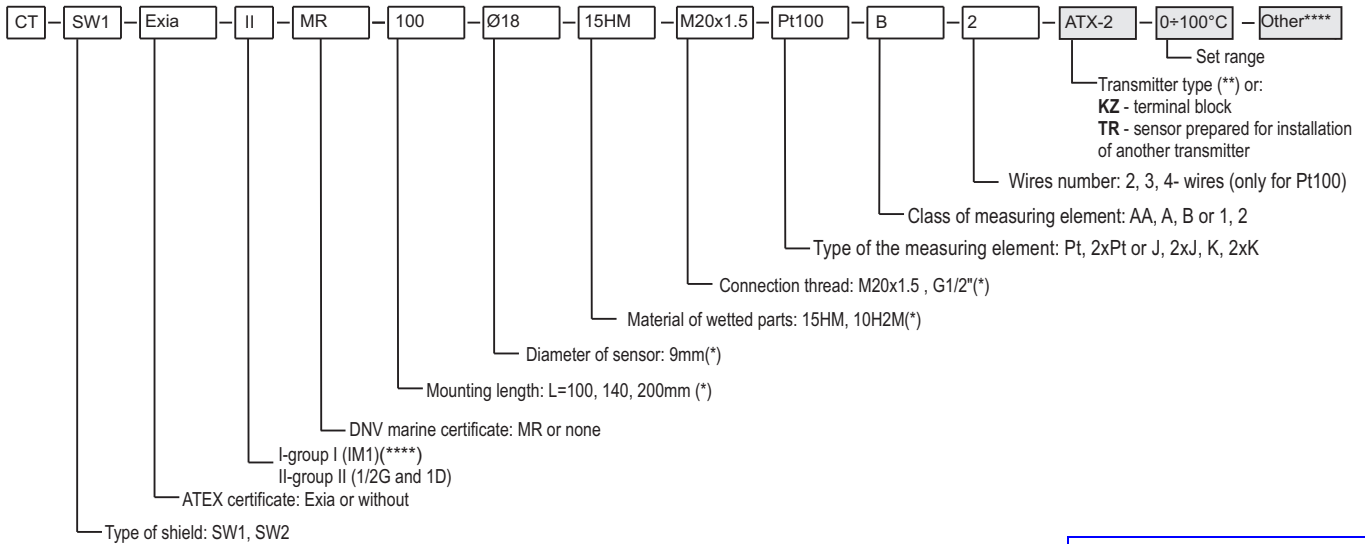 CT – SW1 – Exia – II – MR – 100 – Ø18 – 15HM – M20x1.5 – Pt100 – B – 2 – ATX-2 – 0÷100°C – Other****
Set range
Transmitter type (**) or:
KZ - terminal block
TR - sensor prepared for installation
of another transmitter
Wires number: 2, 3, 4- wires (only for Pt100)
Class of measuring element: AA, A, B or 1, 2
Type of the measuring element: Pt, 2xPt or J, 2xJ, K, 2xK
Connection thread: M20x1.5 , G1/2"(*)
Material of wetted parts: 15HM, 10H2M(*)
Diameter of sensor: 9mm(*)
Mounting length: L=100, 140, 200mm (*)
DNV marine certificate: MR or none
I-group I (IM1)(****)
II-group II (1/2G and 1D)
ATEX certificate: Exia or without
Type of shield: SW1, SW2